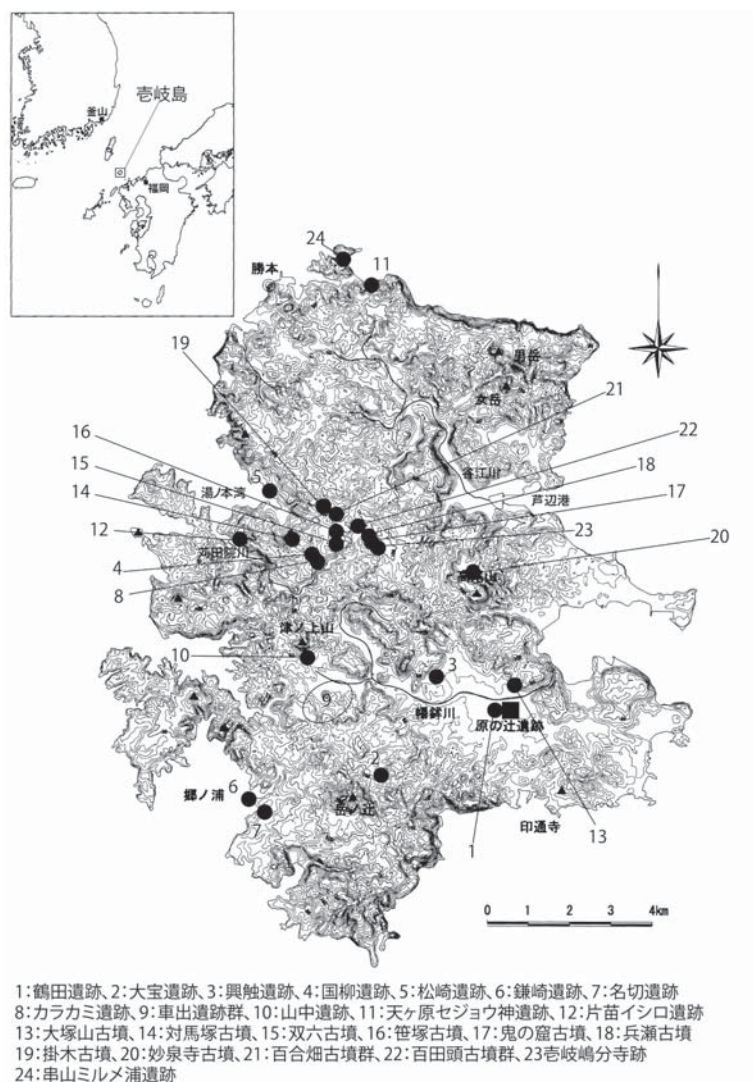 壱岐島
釜山
福岡
24
勝本
11
男岳
19
21
女岳
16
22
15
5
谷江川
18
湯ノ本湾
14
芦辺港
17
12
23
20
4
苅田院川
8
津ノ上山
10
3
9
幡鉾川
原の辻遺跡
2
6
郷ノ浦
岳ノ辻
7
印通寺
1
13
0 1 2 3 4km
1:鶴田遺跡、2:大宝遺跡、3:興触遺跡、4:国柳遺跡、5:松崎遺跡、6:鎌崎遺跡、7:名切遺跡
8:カラカミ遺跡、9:車出遺跡群、10:山中遺跡、11:天ヶ原セジョウ神遺跡、12:片苗イシロ遺跡
13:大塚山古墳、14:対馬塚古墳、15:双六古墳、16:笹塚古墳、17:鬼の窟古墳、18:兵瀬古墳
19:掛木古墳、20:妙泉寺古墳、21:百合畑古墳群、22:百田頭古墳群、23壱岐嶋分寺跡
24:串山ミルメ浦遺跡